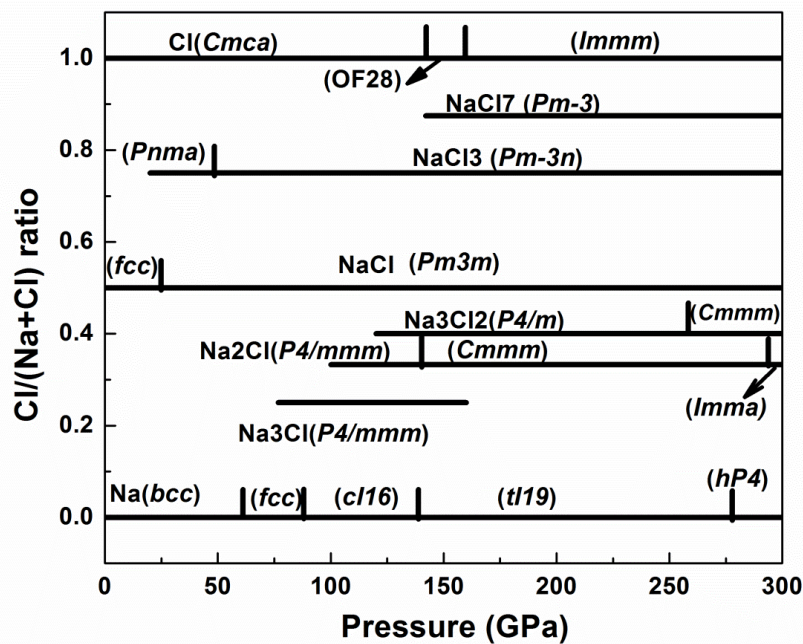 Cl(Cmca)
(Immm)
1.0
(OF28)
NaCl7 (Pm-3)
0.8
(Pnma)
NaCl3 (Pm-3n)
0.6
(fcc)
NaCl (Pm3m)
(Cmmm)
0.4
Na3Cl2(P4/m)
Na2Cl(P4/mmm)
(Cmmm)
(Imma)
0.2
Na3Cl(P4/mmm)
(hP4)
Na(bcc)
(fcc)
(cI16)
(tI19)
0.0
0 50 100 150 200 250 300
Pressure (GPa)
Cl/(Na+Cl) ratio